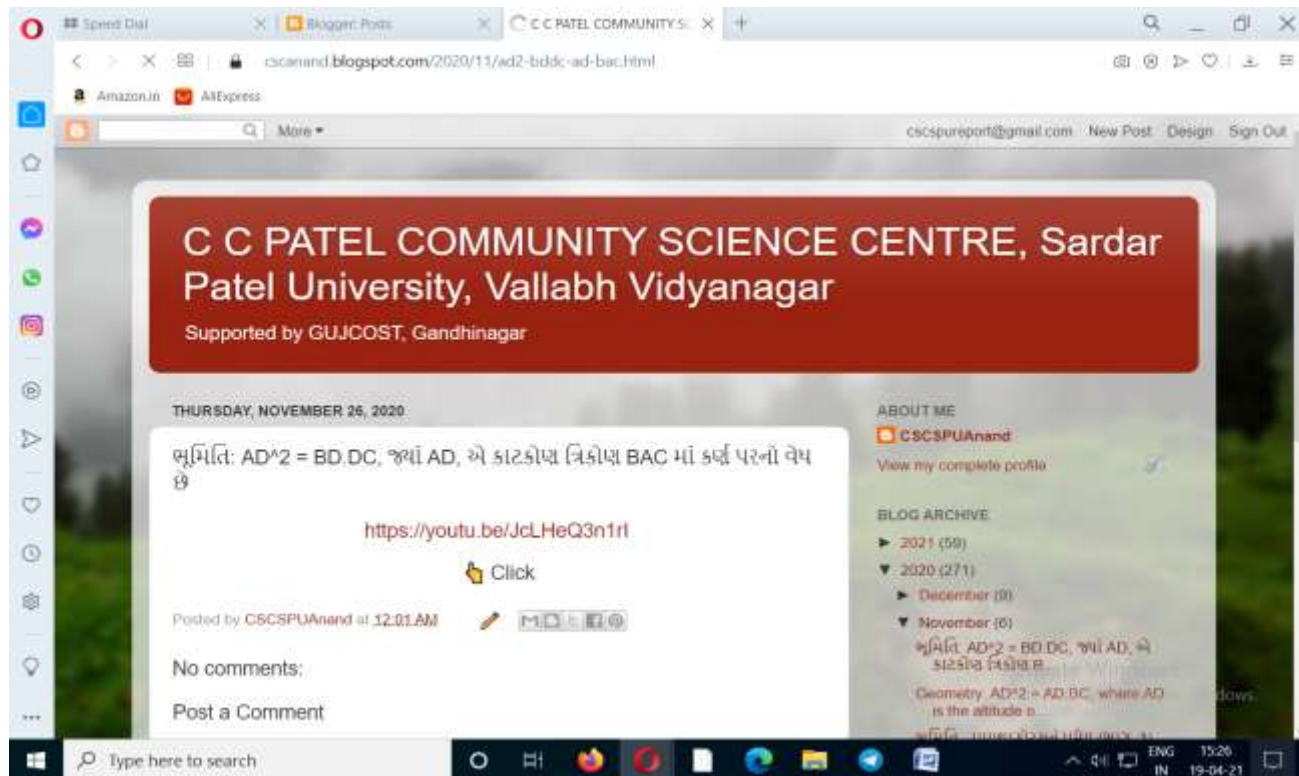 Speed Dial
Blogger: Posts
C C PATEL COMMUNITY SC
cscanand.blogspot.com/2020/11/ad2-bddc-ad-bac.html
Amazon.in AliExpress
More
cscspureport@gmail.com New Post Design Sign Out
C C PATEL COMMUNITY SCIENCE CENTRE, Sardar
Patel University, Vallabh Vidyanagar
Supported by GUJCOST, Gandhinagar
THURSDAY, NOVEMBER 26, 2020
ભૂમિતિ: AD^2 = BD.DC, જ્યાં AD, એ કાટકોણ ત્રિકોણ BAC માં કર્ણ પરનો વેધ
છે
https://youtu.be/JcLHeQ3n1rI
Click
Posted by CSCSPUAnand at 12:01 AM
No comments:
Post a Comment
ABOUT ME
CSCSPUAnand
View my complete profile
BLOG ARCHIVE
► 2021 (59)
▼ 2020 (271)
► December (9)
▼ November (6)
ભૂમિતિ: AD^2 = BD.DC, જ્યાં AD, એ
કાટકોણ ત્રિકોણ B...
Geometry: AD^2 = AD.BC, where AD
is the altitude o...
Type here to search
ENG
IN
15:26
19-04-21